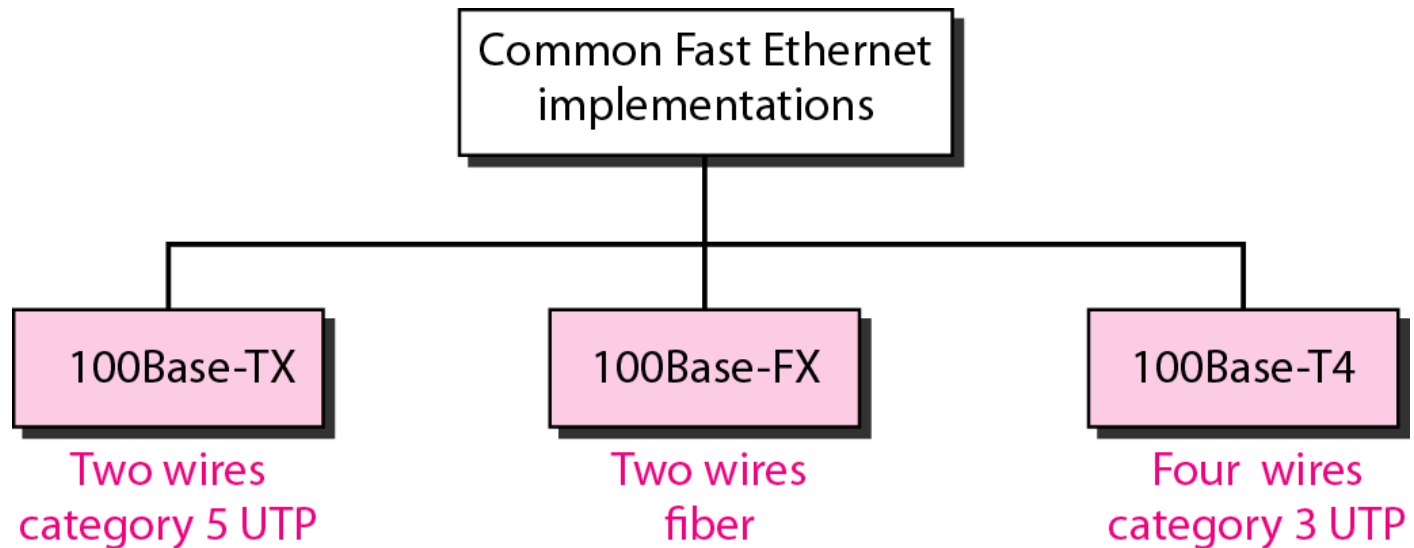 Common Fast Ethernet
implementations
100Base-TX
100Base-FX
100Base-T4
Two wires
category 5 UTP
Two wires
fiber
Four wires
category 3 UTP